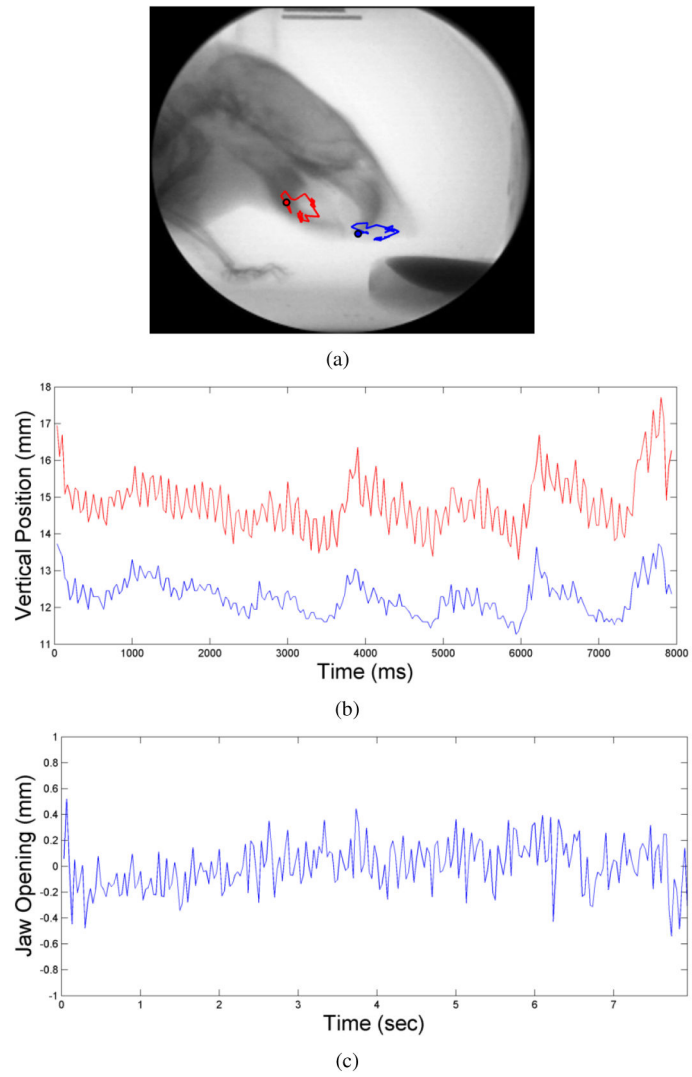 (a)
18
17
16
15
14
13
12
11
Vertical Position (mm)
0 1000 2000 3000 4000 5000 6000 7000 8000
Time (ms)
(b)
1
0.8
0.6
0.4
0.2
0
-0.2
-0.4
-0.6
-0.8
-1
Jaw Opening (mm)
0 1 2 3 4 5 6 7
Time (sec)
(c)